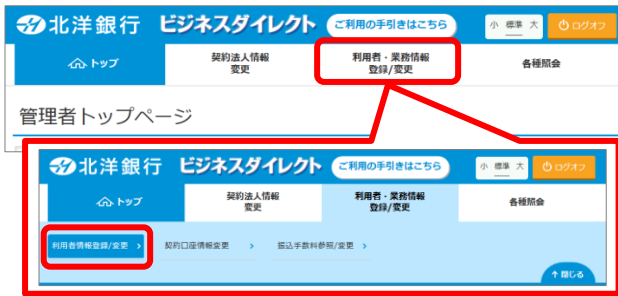 北洋銀行 ビジネスダイレクト ご利用の手引きはこちら 小 標準 大 ログオフ
トップ 契約法人情報 利用者・業務情報 各種照会
変更 登録/変更
管理者トップページ
北洋銀行 ビジネスダイレクト ご利用の手引きはこちら 小 標準 大 ログオフ
トップ 契約法人情報 利用者・業務情報 各種照会
変更 登録/変更
利用者情報登録/変更 › 契約口座情報変更 › 振込手数料参照/変更 ›
↑ 閉じる